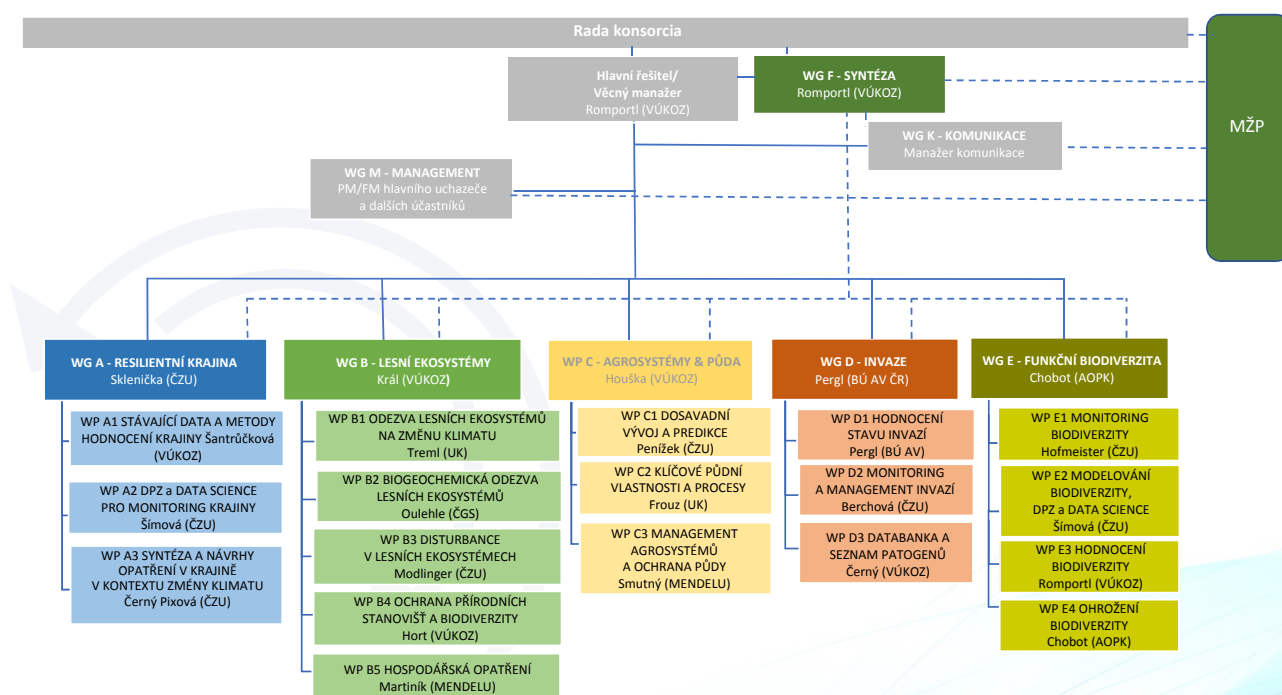 Rada konsorcia
Hlavní řešitel/
Věcný manažer
Romportl (VÚKOZ)
WG F - SYNTÉZA
Romportl (VÚKOZ)
MŽP
WG K - KOMUNIKACE
Manažer komunikace
WG M - MANAGEMENT
PM/FM hlavního uchazeče
a dalších účastníků
WG A - RESILIENTNÍ KRAJINA
Sklenička (ČZU)
WP A1 STÁVAJÍCÍ DATA A METODY
HODNOCENÍ KRAJINY Šantrůčková
(VÚKOZ)
WP A2 DPZ a DATA SCIENCE
PRO MONITORING KRAJINY
Šímová (ČZU)
WP A3 SYNTÉZA A NÁVRHY
OPATŘENÍ V KRAJINĚ
V KONTEXTU ZMĚNY KLIMATU
Černý Pixová (ČZU)
WG B - LESNÍ EKOSYSTÉMY
Král (VÚKOZ)
WP B1 ODEZVA LESNÍCH EKOSYSTÉMŮ
NA ZMĚNU KLIMATU
Treml (UK)
WP B2 BIOGEOCHEMICKÁ ODEZVA
LESNÍCH EKOSYSTÉMŮ
Oulehle (ČGS)
WP B3 DISTURBANCE
V LESNÍCH EKOSYSTÉMECH
Modlinger (ČZU)
WP B4 OCHRANA PŘÍRODNÍCH
STANOVIŠŤ A BIODIVERZITY
Hort (VÚKOZ)
WP B5 HOSPODÁŘSKÁ OPATŘENÍ
Martiník (MENDELU)
WP C - AGROSYSTÉMY & PŮDA
Houška (VÚKOZ)
WP C1 DOSAVADNÍ
VÝVOJ A PREDIKCE
Penížek (ČZU)
WP C2 KLÍČOVÉ PŮDNÍ
VLASTNOSTI A PROCESY
Frouz (UK)
WP C3 MANAGEMENT
AGROSYSTÉMŮ
A OCHRANA PŮDY
Smutný (MENDELU)
WG D - INVAZE
Pergl (BÚ AV ČR)
WP D1 HODNOCENÍ
STAVU INVAZÍ
Pergl (BÚ AV)
WP D2 MONITORING
A MANAGEMENT INVAZÍ
Berchová (ČZU)
WP D3 DATABANKA A
SEZNAM PATOGENŮ
Černý (VÚKOZ)
WG E - FUNKČNÍ BIODIVERZITA
Chobot (AOPK)
WP E1 MONITORING
BIODIVERZITY
Hofmeister (ČZU)
WP E2 MODELOVÁNÍ
BIODIVERZITY,
DPZ a DATA SCIENCE
Šímová (ČZU)
WP E3 HODNOCENÍ
BIODIVERZITY
Romportl (VÚKOZ)
WP E4 OHROŽENÍ
BIODIVERZITY
Chobot (AOPK)